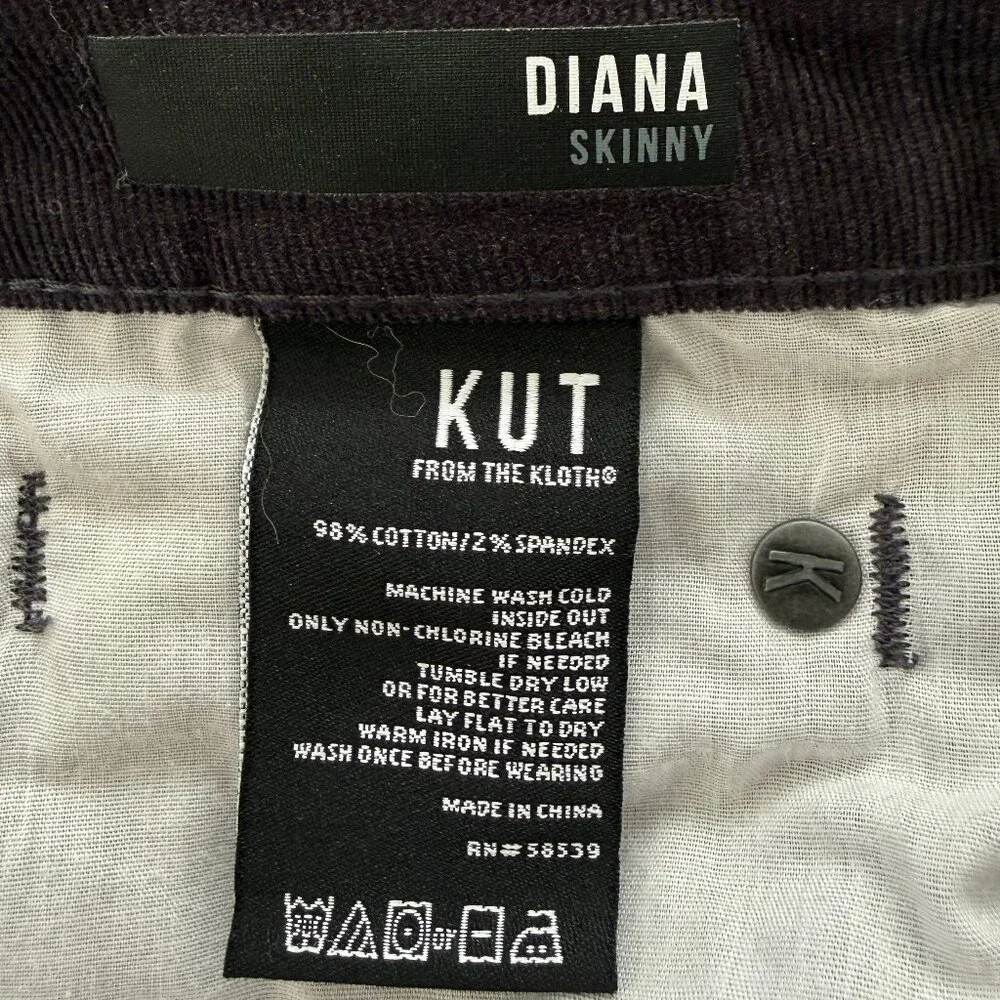 DIANA
SKINNY
KUT
FROM THE KLOTH®
98% COTTON/2% SPANDEX
MACHINE WASH COLD
INSIDE OUT
ONLY NON-CHLORINE BLEACH
IF NEEDED
TUMBLE DRY LOW
OR FOR BETTER CARE
LAY FLAT TO DRY
WARM IRON IF NEEDED
WASH ONCE BEFORE WEARING
MADE IN CHINA
RN#58539
or
K